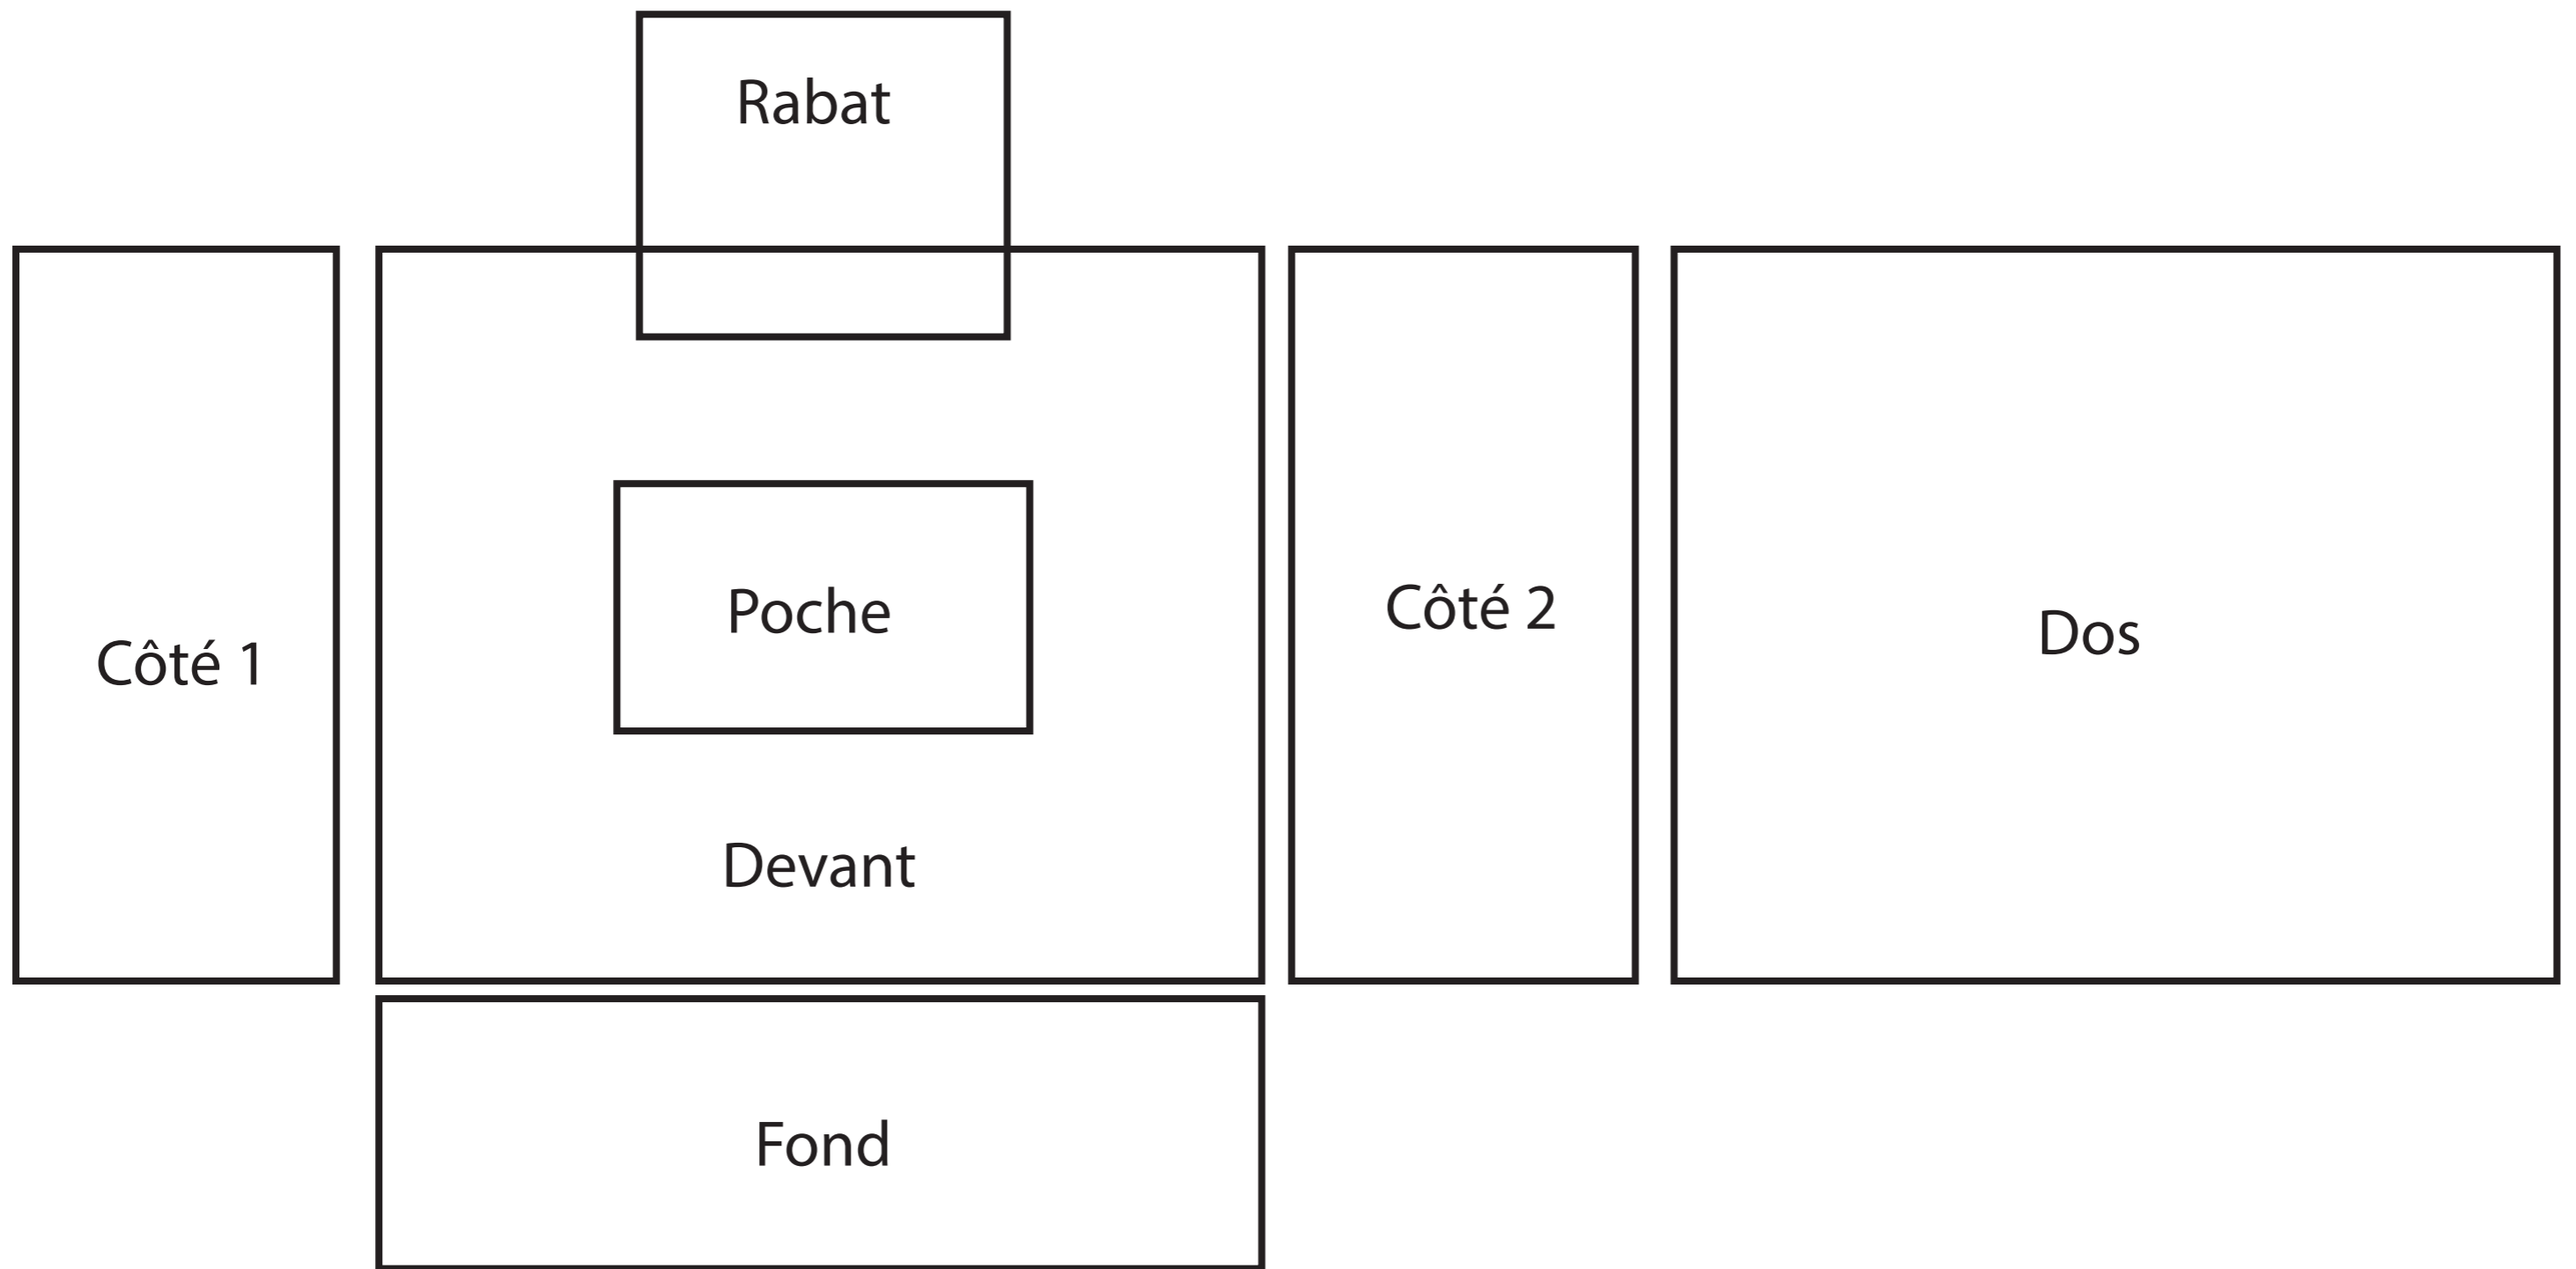 Rabat
Côté 1
Poche
Devant
Côté 2
Dos
Fond